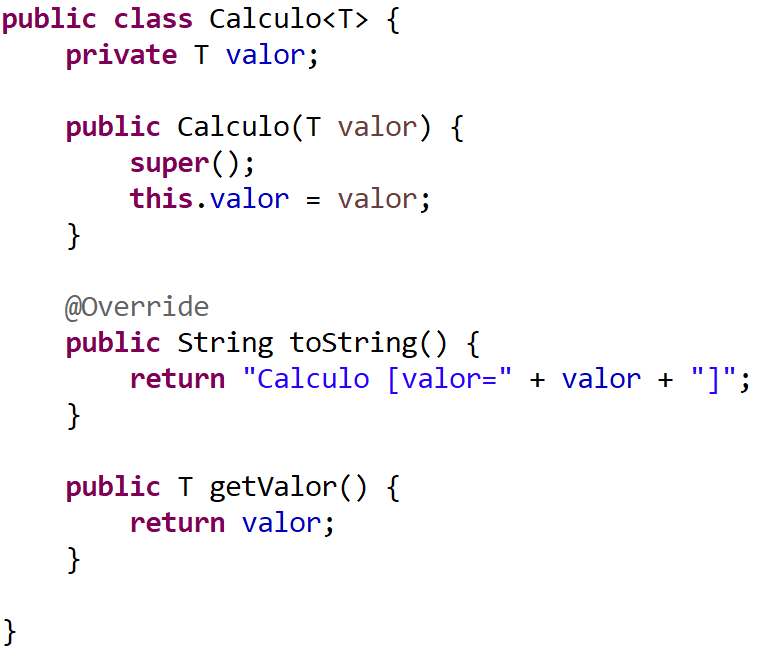 public class Calculo<T> {
    private T valor;

    public Calculo(T valor) {
        super();
        this.valor = valor;
    }

    @Override
    public String toString() {
        return "Calculo [valor=" + valor + "]";
    }

    public T getValor() {
        return valor;
    }

}